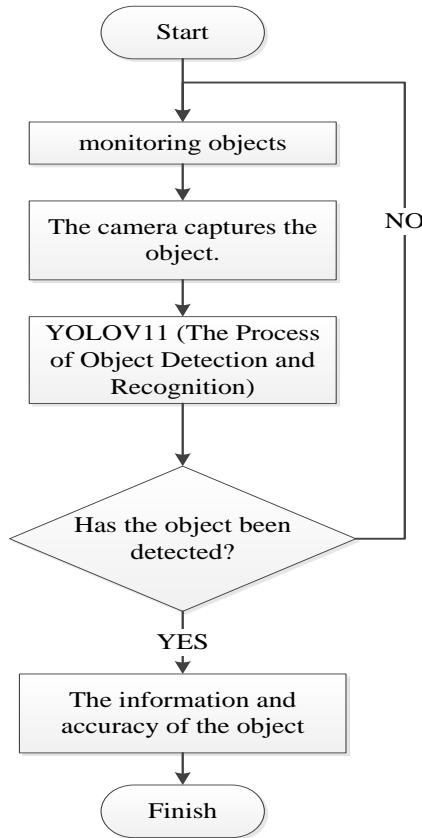 Start
monitoring objects
The camera captures the
object.
NO
YOLOV11 (The Process
of Object Detection and
Recognition)
Has the object been
detected?
YES
The information and
accuracy of the object
Finish